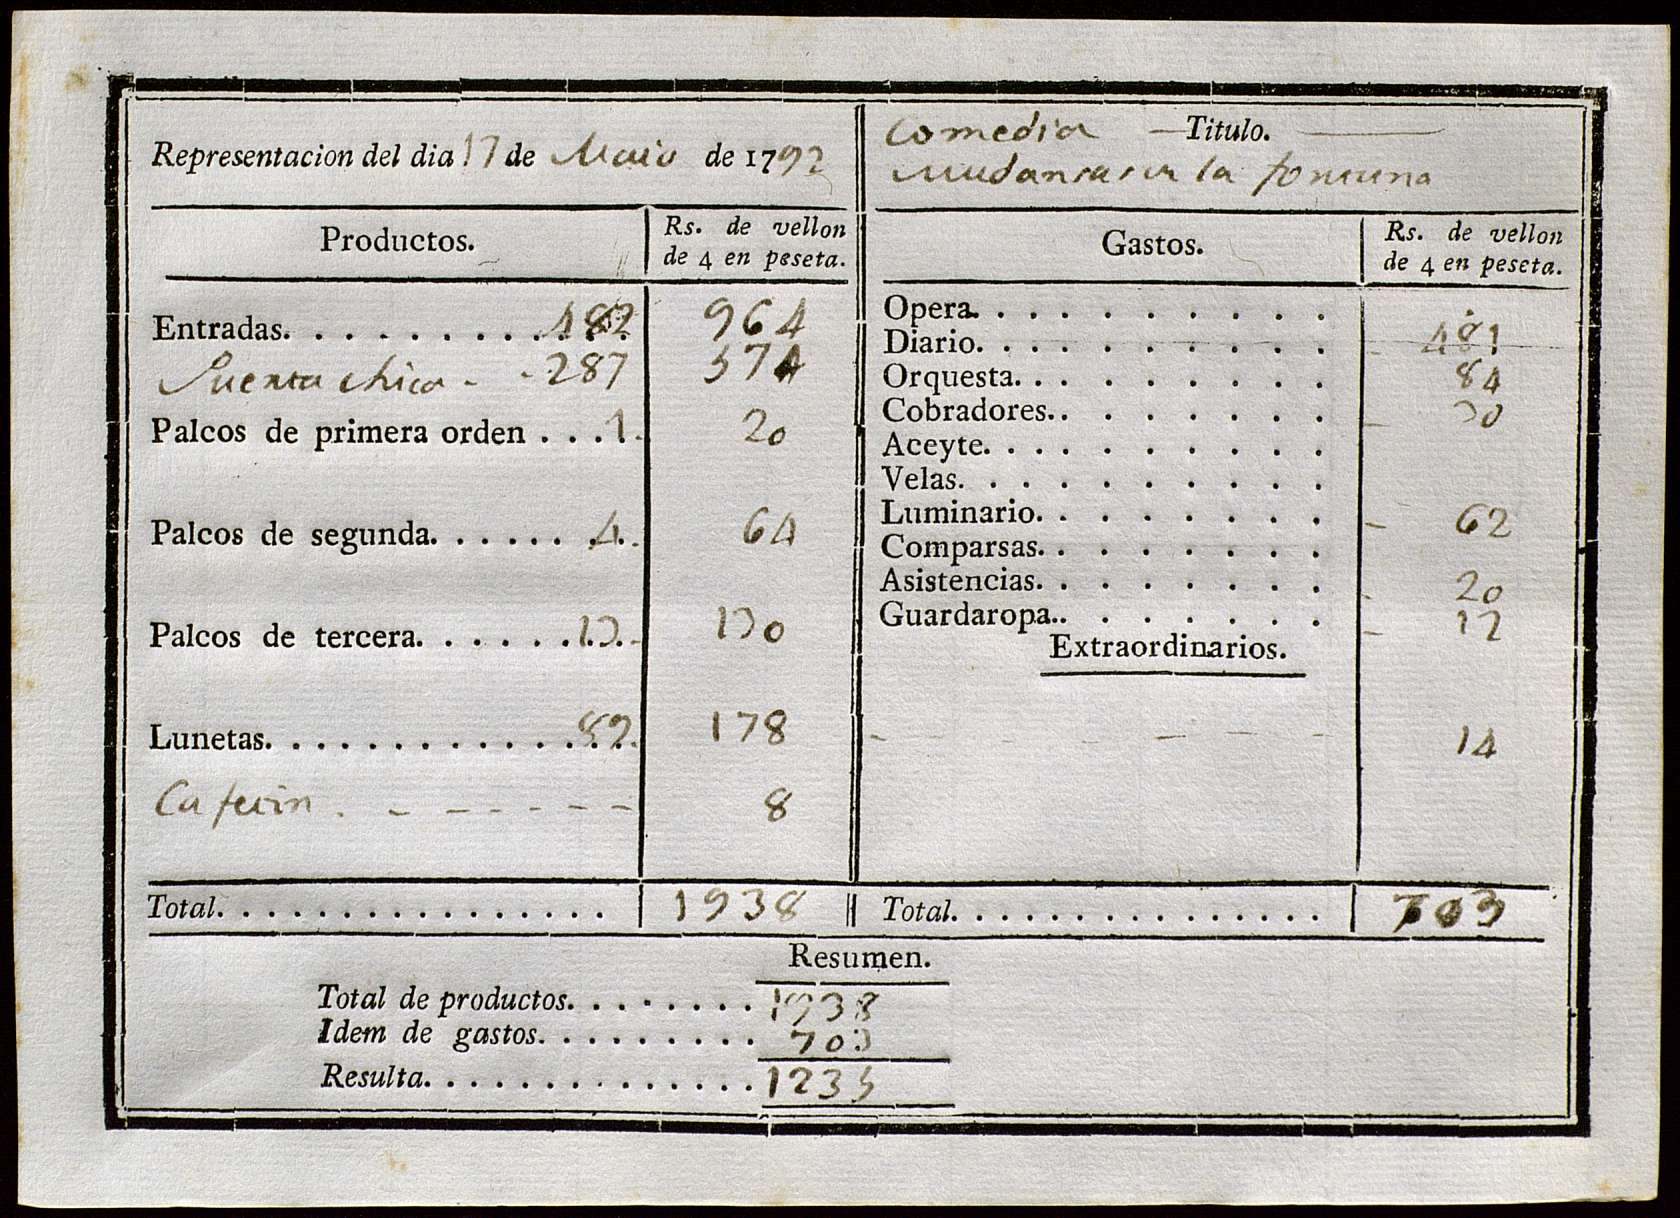 Representacion del dia 17 de Maio de 1792
Comedia — Titulo. —
Mudansas en la fortuna
Productos. Rs. de vellon de 4 en peseta.
Entradas. . . . . . . . . 482 964
Puerta chica - - 287 574
Palcos de primera orden . . . 1. 20
Palcos de segunda. . . . . . 4. 64
Palcos de tercera. . . . . . 13. 130
Lunetas. . . . . . . . . . . . 89. 178
Cafetin . - - - - - - 8
Total. . . . . . . . . . . . . . . . 1938
Gastos. Rs. de vellon de 4 en peseta.
Opera. . . . . . . . . .
Diario. . . . . . . . . . 481
Orquesta. . . . . . . . . 84
Cobradores. . . . . . . . 30
Aceyte. . . . . . . . . .
Velas. . . . . . . . . .
Luminario. . . . . . . . 62
Comparsas. . . . . . . .
Asistencias. . . . . . . . 20
Guardaropa. . . . . . . . 12
Extraordinarios.
- - - - - - - - 14
Total. . . . . . . . . . . . . . . 703
Resumen.
Total de productos. . . . . . . . 1938
Idem de gastos. . . . . . . . . 703
Resulta. . . . . . . . . . . . . . 1235